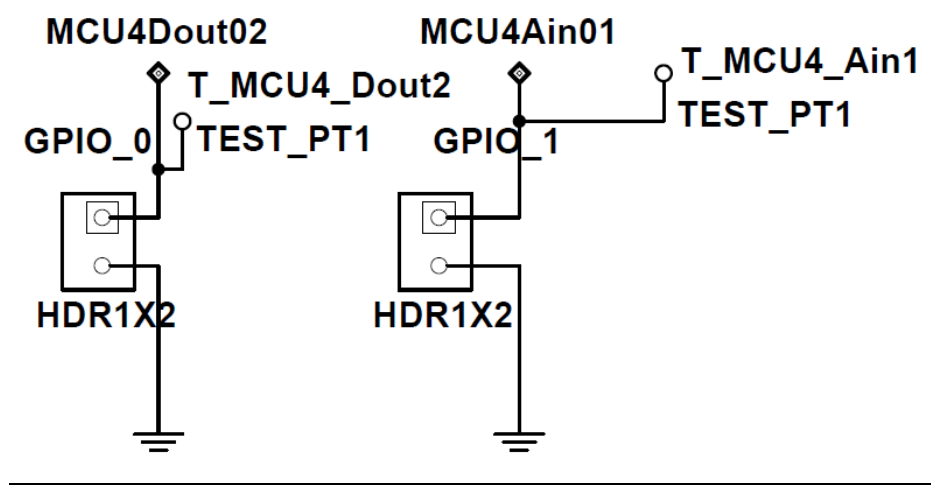 MCU4Dout02
T_MCU4_Dout2
GPIO_0
TEST_PT1
HDR1X2
MCU4Ain01
T_MCU4_Ain1
TEST_PT1
GPIO_1
HDR1X2